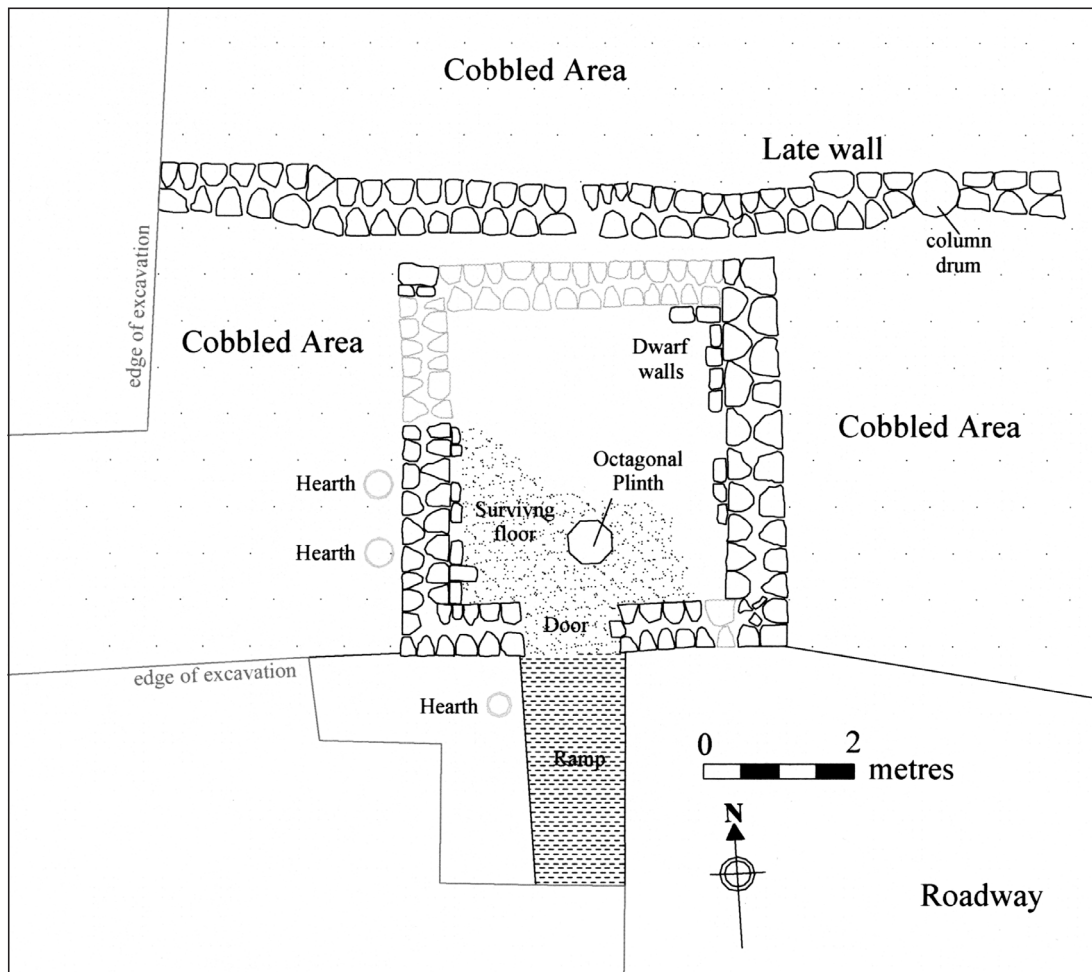 Cobbled Area
Late wall
column
drum
edge of excavation
Cobbled Area
Dwarf
walls
Cobbled Area
Octagonal
Plinth
Hearth
Survivng
floor
Hearth
Door
edge of excavation
Hearth
Ramp
0 2
metres
N
Roadway